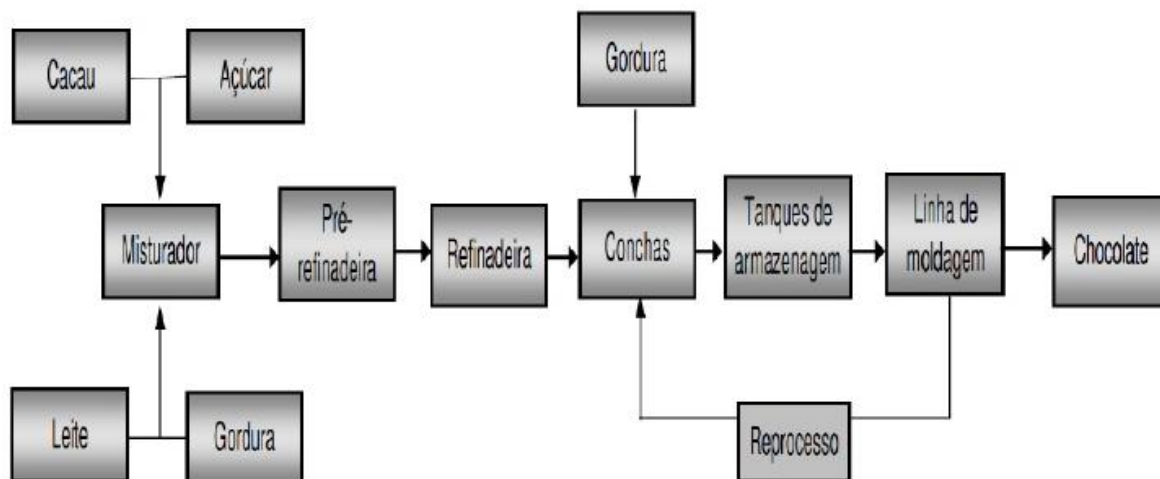 Cacau
Açúcar
Gordura
Misturador
Pré-
refinadeira
Refinadeira
Conchas
Tanques de
armazenagem
Linha de
moldagem
Chocolate
Leite
Gordura
Reprocesso